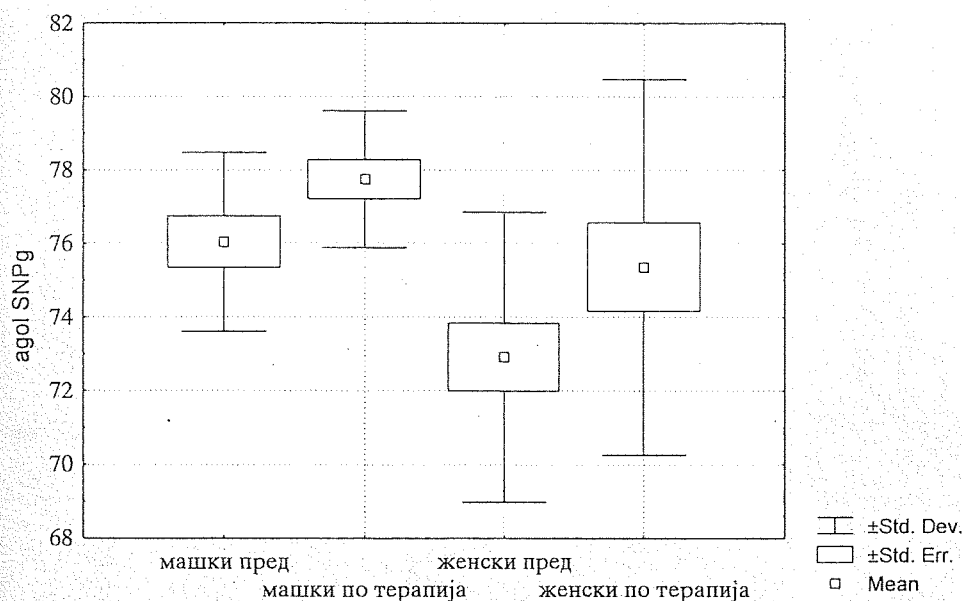 82
80
78
76
74
72
70
68
agol SNPg
машки пред
женски пред
машки по терапија
женски по терапија
±Std. Dev.
±Std. Err.
Mean